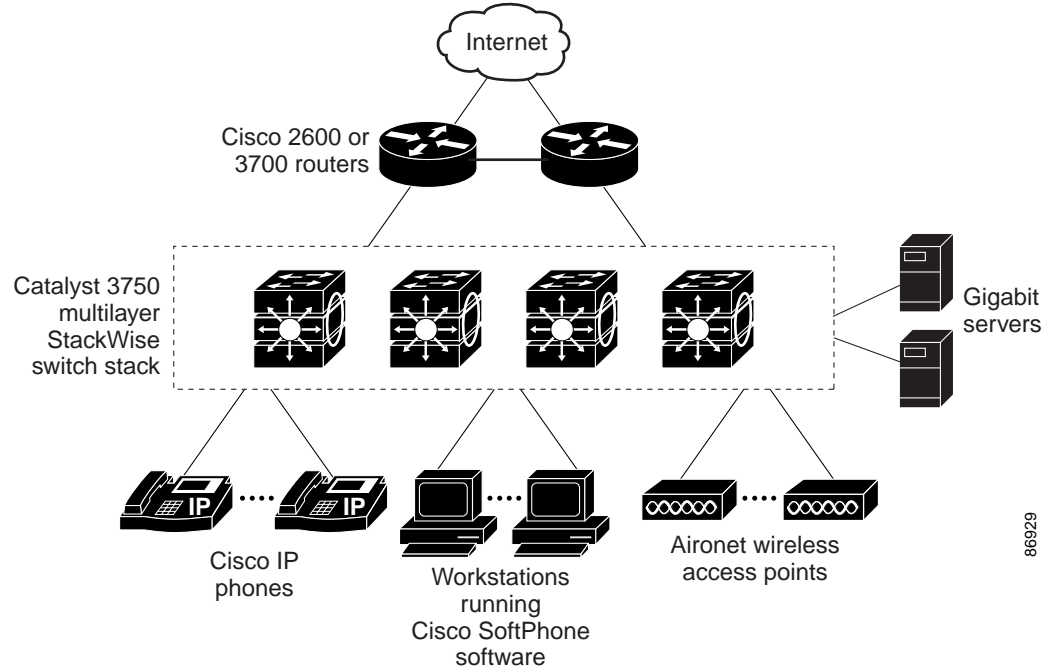 Internet
Cisco 2600 or
3700 routers
Catalyst 3750
multilayer
StackWise
switch stack
Gigabit
servers
IP
IP
Cisco IP
phones
Workstations
running
Cisco SoftPhone
software
Aironet wireless
access points
86929